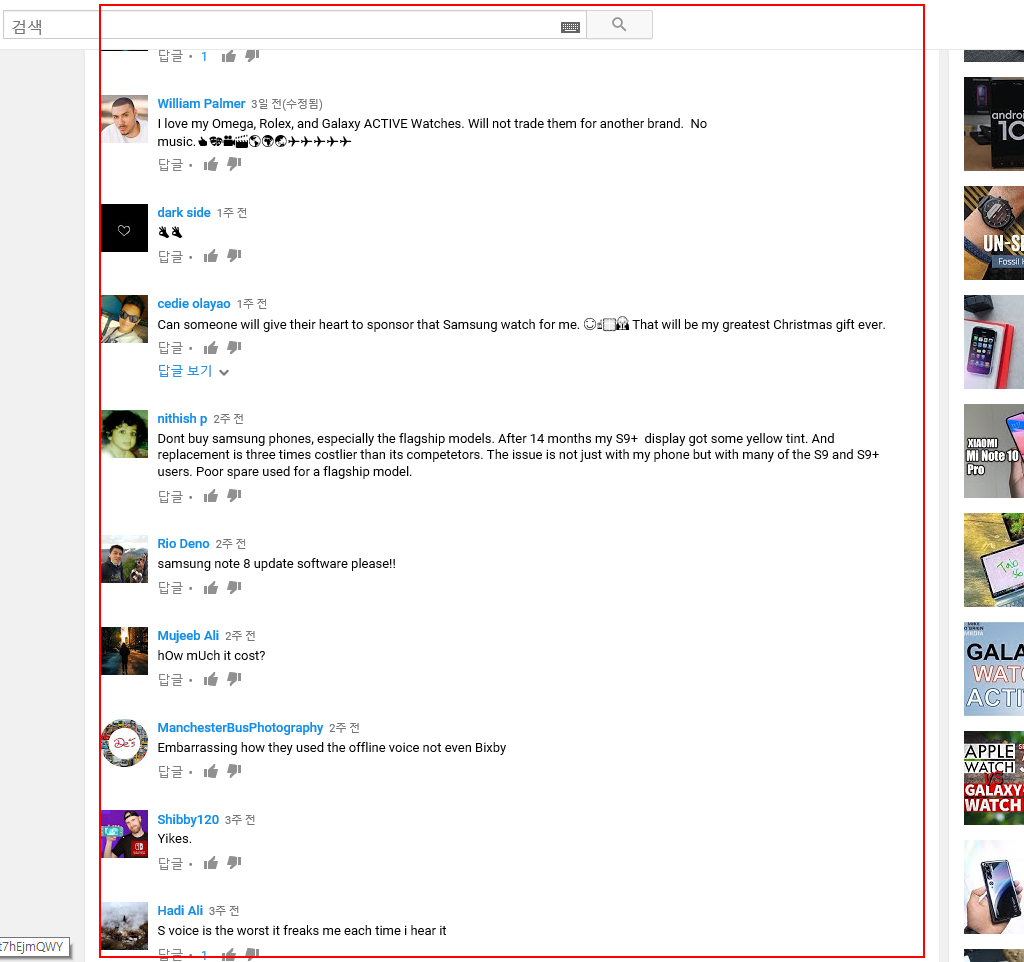 검색
답글 • 1
William Palmer 3일 전(수정됨)
I love my Omega, Rolex, and Galaxy ACTIVE Watches. Will not trade them for another brand. No
music.
답글 •
dark side 1주 전
답글 •
cedie olayao 1주 전
Can someone will give their heart to sponsor that Samsung watch for me. That will be my greatest Christmas gift ever.
답글 •
답글 보기
nithish p 2주 전
Dont buy samsung phones, especially the flagship models. After 14 months my S9+ display got some yellow tint. And
replacement is three times costlier than its competetors. The issue is not just with my phone but with many of the S9 and S9+
users. Poor spare used for a flagship model.
답글 •
Rio Deno 2주 전
samsung note 8 update software please!!
답글 •
Mujeeb Ali 2주 전
hOw mUch it cost?
답글 •
ManchesterBusPhotography 2주 전
Embarrassing how they used the offline voice not even Bixby
답글 •
Shibby120 3주 전
Yikes.
답글 •
Hadi Ali 3주 전
S voice is the worst it freaks me each time i hear it
답글 • 1
t7hEjmQWY
android
10
UN-SE
Fossil H
XIAOMI
Mi Note 10
Pro
Tab
S6
MEDIA
GALA
WATC
ACTI
APPLE
WATCH
VS
GALAXY
WATCH
De's